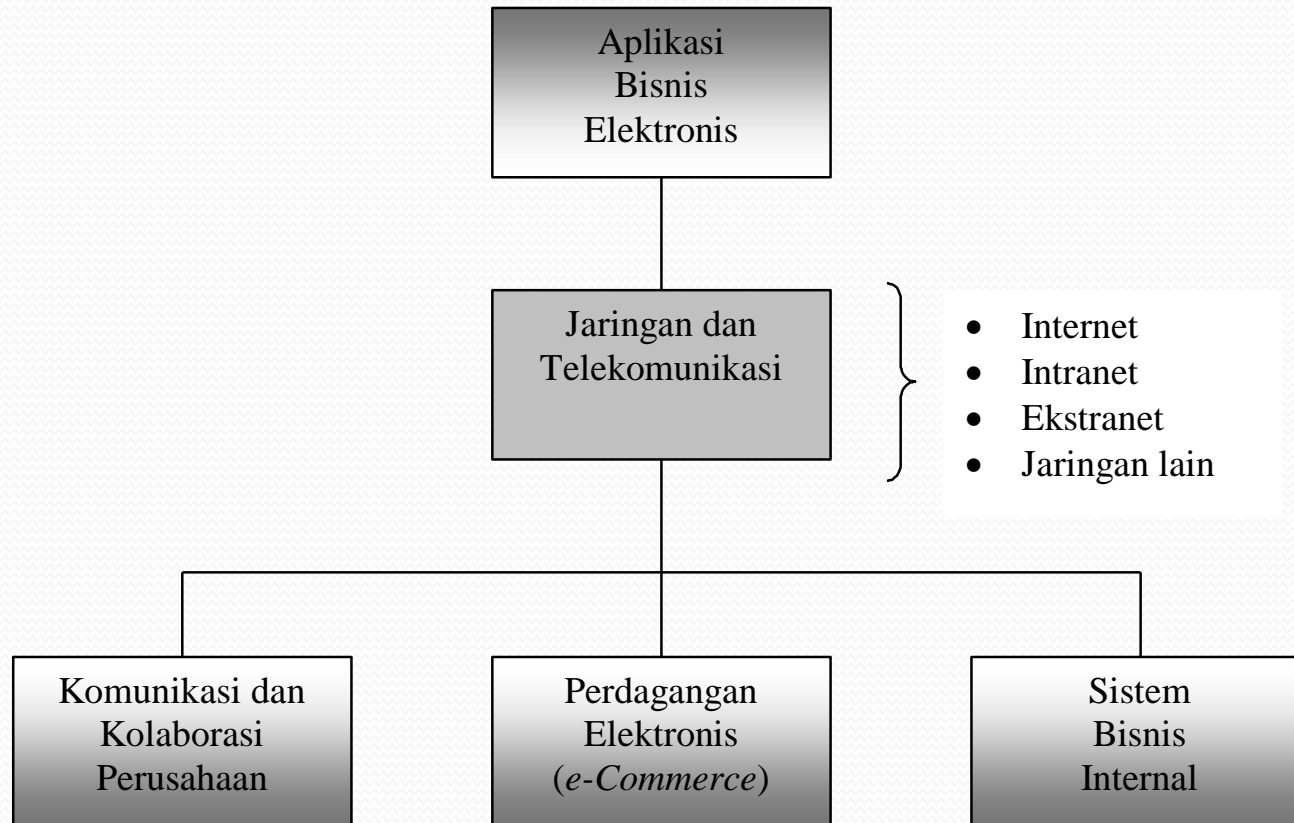 Aplikasi
Bisnis
Elektronis
Jaringan dan
Telekomunikasi
• Internet
• Intranet
• Ekstranet
• Jaringan lain
Komunikasi dan
Kolaborasi
Perusahaan
Perdagangan
Elektronis
(e-Commerce)
Sistem
Bisnis
Internal